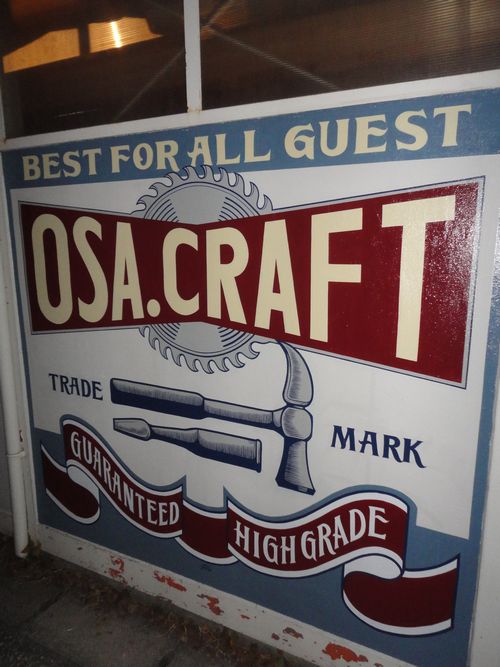 BEST FOR ALL GUEST
OSA.CRAFT
TRADE MARK
GUARANTEED
HIGH GRADE